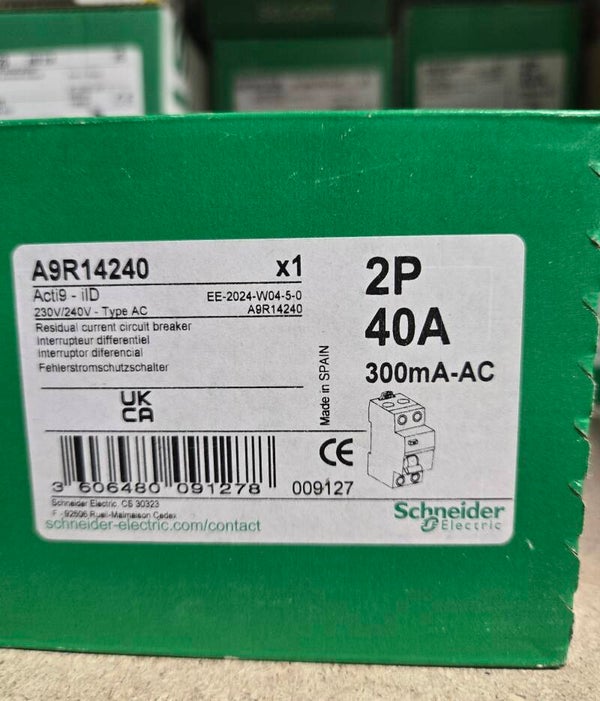 A9R14240 x1
Acti9 - iID EE-2024-W04-5-0
230V/240V - Type AC A9R14240
Residual current circuit breaker
Interrupteur différentiel
Interruptor diferencial
Fehlerstromschutzschalter
UK
CA
Made in SPAIN
CE
3 606480 091278 009127
Schneider Electric, CS 30323
F - 92506 Rueil-Malmaison Cedex
schneider-electric.com/contact
2P
40A
300mA-AC
Schneider
Electric